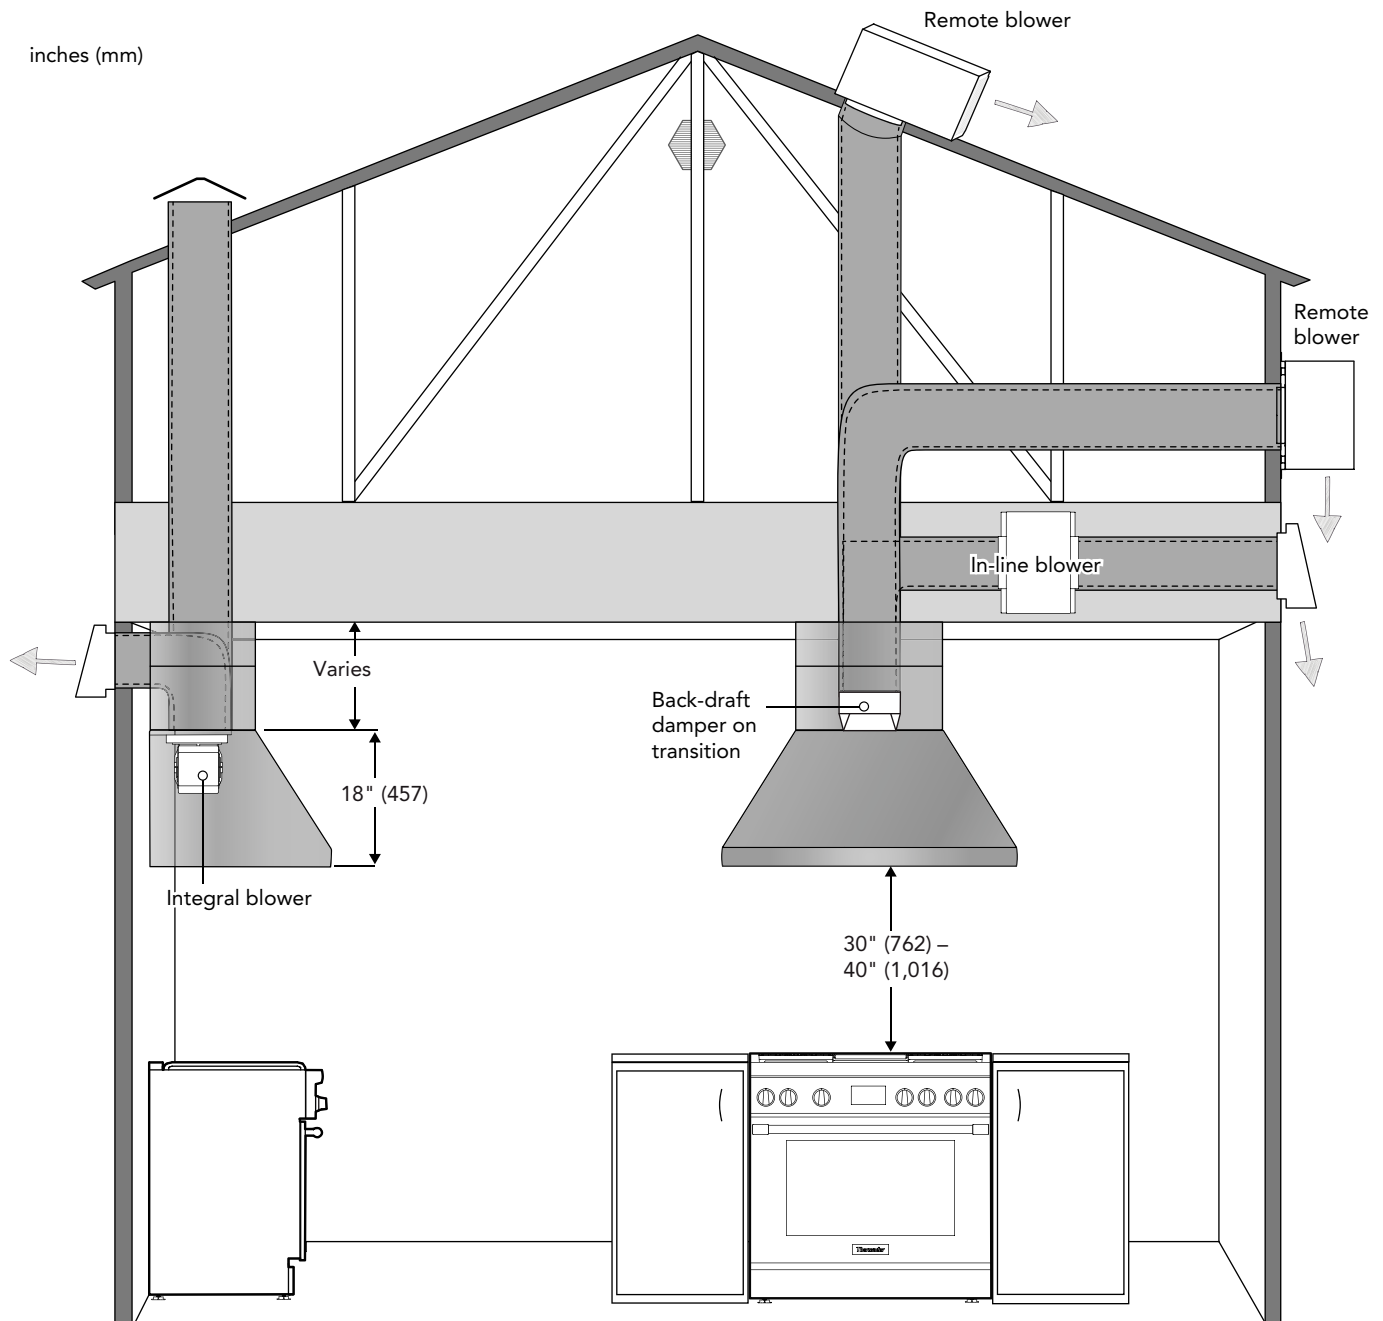 Remote blower
inches (mm)
Remote
blower
In-line blower
Varies
Back-draft
damper on
transition
18" (457)
Integral blower
30" (762) –
40" (1,016)
Thermador